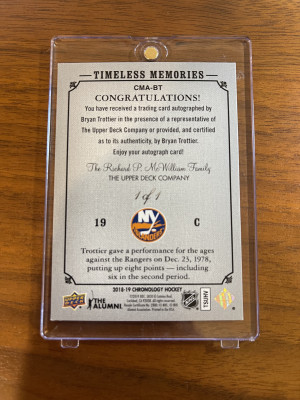 TIMELESS MEMORIES
CMA-BT
CONGRATULATIONS!
You have received a trading card autographed by
Bryan Trottier in the presence of a representative of
The Upper Deck Company or provided, and certified
as to its authenticity, by Bryan Trottier.
Enjoy your autograph card!
The Richard P. McWilliam Family
THE UPPER DECK COMPANY
1 of 1
19
NY
ISLANDERS
C
Trottier gave a performance for the ages
against the Rangers on Dec. 23, 1978,
putting up eight points — including
six in the second period.
2018-19 CHRONOLOGY HOCKEY
THE
ALUMNI.
NHL